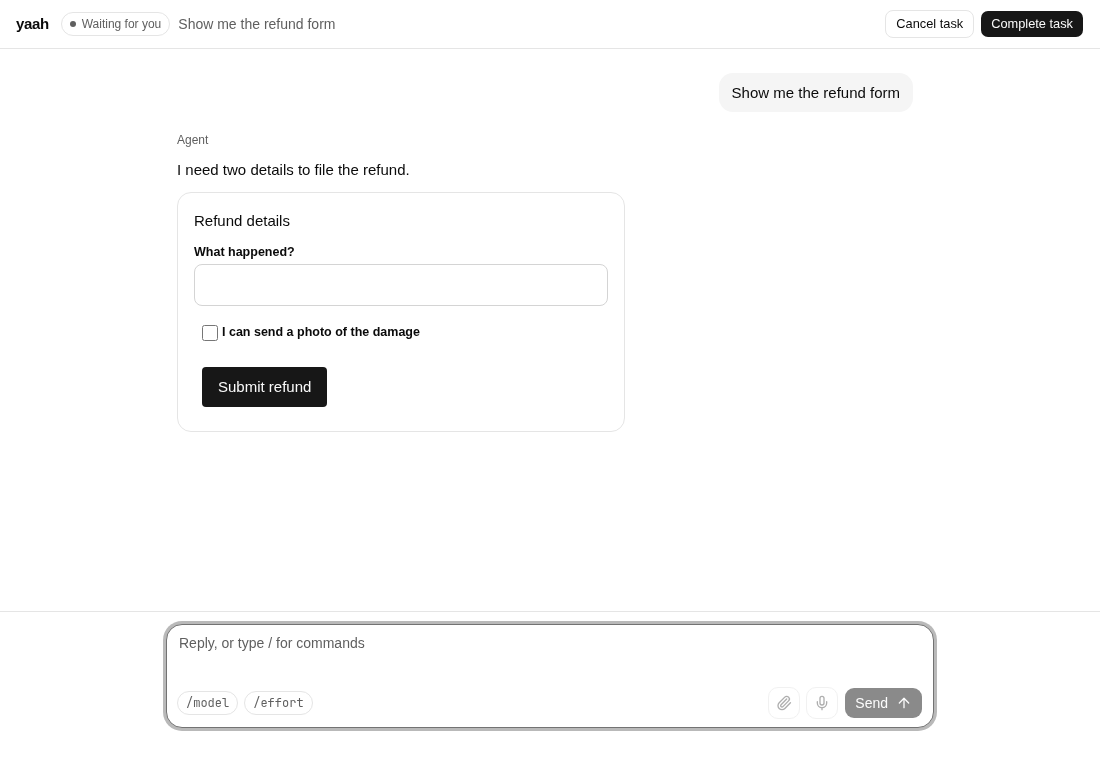 yaah
Waiting for you
Show me the refund form
Cancel task
Complete task
Show me the refund form
Agent
I need two details to file the refund.
Refund details
What happened?
I can send a photo of the damage
Submit refund
Reply, or type / for commands
/model
/effort
Send